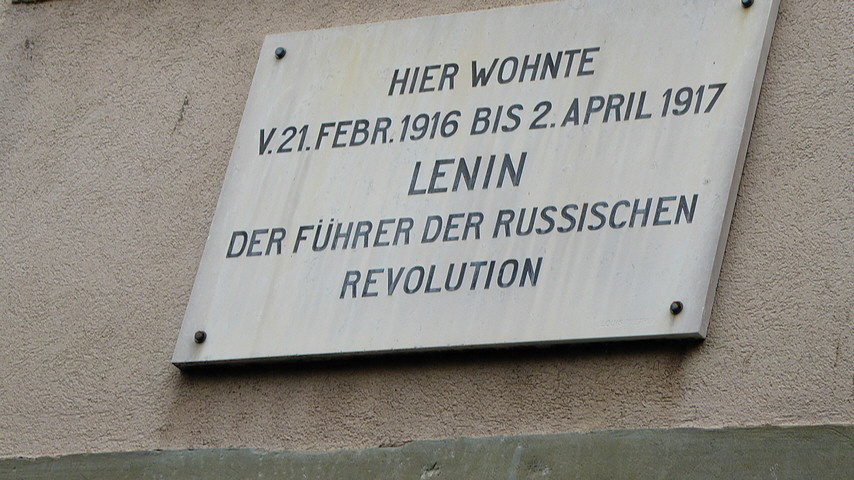 HIER WOHNTE
V. 21. FEBR. 1916 BIS 2. APRIL 1917
LENIN
DER FÜHRER DER RUSSISCHEN
REVOLUTION